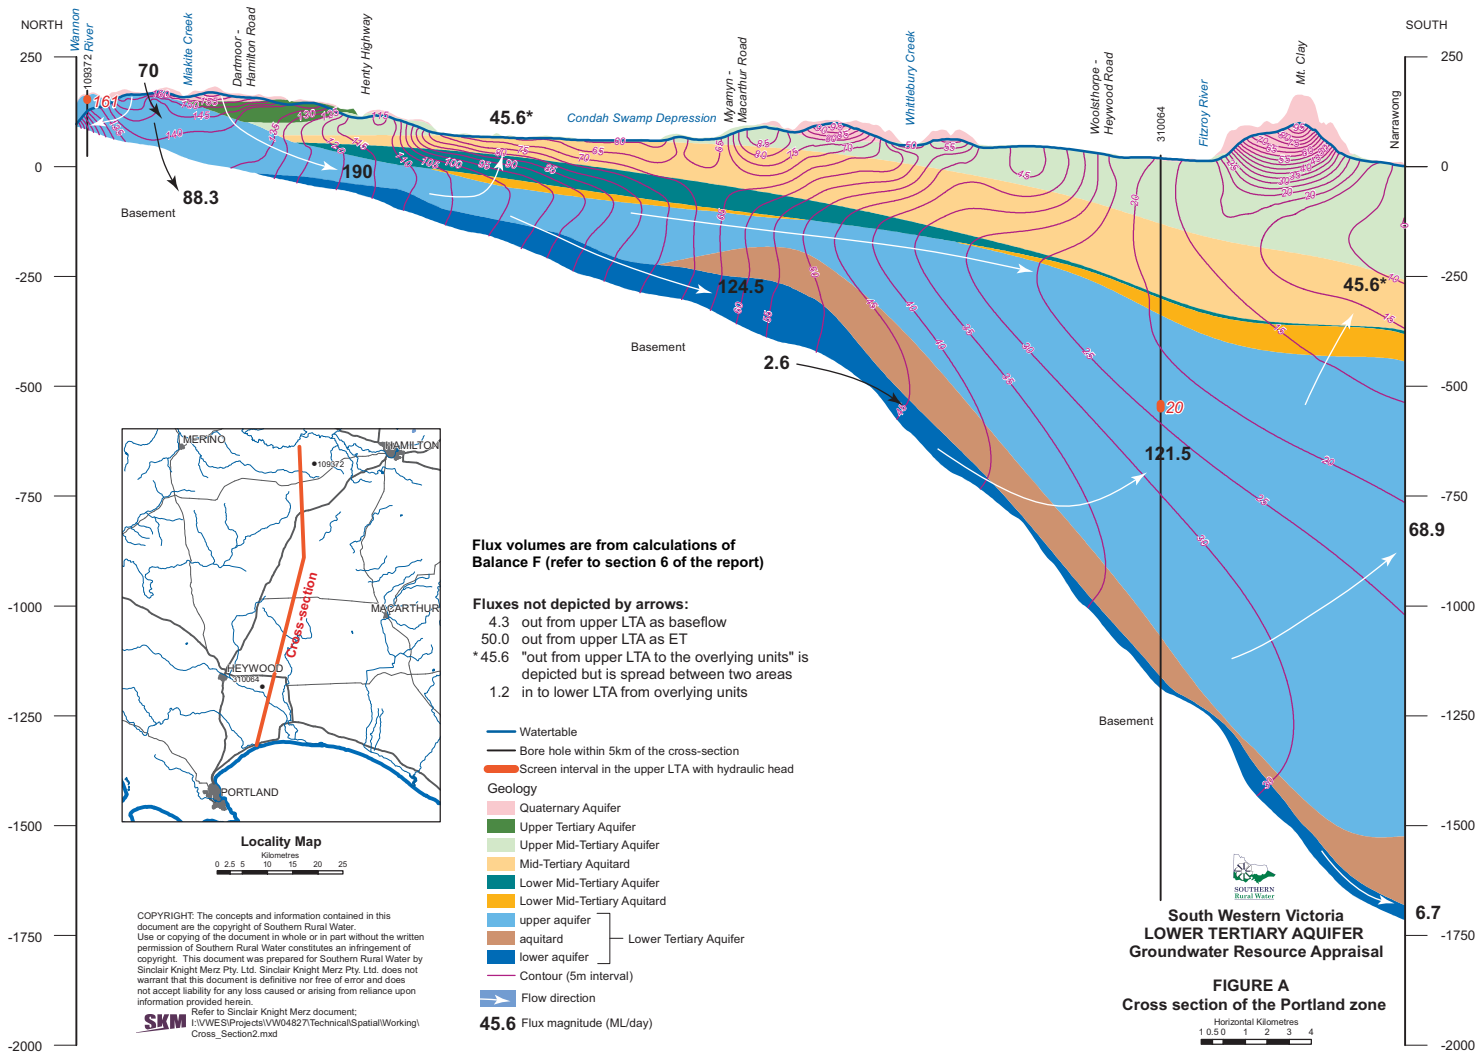 NORTH
SOUTH
Wannon
River
109372
Miakite Creek
Dartmoor -
Hamilton Road
Henty Highway
Condah Swamp Depression
Myamyn -
Macarthur Road
Whittlebury Creek
Woolsthorpe -
Heywood Road
310064
Fitzroy River
Mt. Clay
Narrawong
250
0
-250
-500
-750
-1000
-1250
-1500
-1750
-2000
250
0
-250
-500
-750
-1000
-1250
-1500
-1750
-2000
161
70
88.3
190
45.6*
124.5
2.6
20
121.5
45.6*
68.9
6.7
Basement
Basement
Basement
MERINO
HAMILTON
109372
MACARTHUR
HEYWOOD
310064
Cross-section
PORTLAND
Locality Map
Kilometres
0 2.5 5 10 15 20 25
Flux volumes are from calculations of
Balance F (refer to section 6 of the report)
Fluxes not depicted by arrows:
4.3 out from upper LTA as baseflow
50.0 out from upper LTA as ET
*45.6 "out from upper LTA to the overlying units" is
depicted but is spread between two areas
1.2 in to lower LTA from overlying units
Watertable
Bore hole within 5km of the cross-section
Screen interval in the upper LTA with hydraulic head
Geology
Quaternary Aquifer
Upper Tertiary Aquifer
Upper Mid-Tertiary Aquifer
Mid-Tertiary Aquitard
Lower Mid-Tertiary Aquifer
Lower Mid-Tertiary Aquitard
upper aquifer
aquitard
lower aquifer
Lower Tertiary Aquifer
Contour (5m interval)
Flow direction
45.6 Flux magnitude (ML/day)
COPYRIGHT: The concepts and information contained in this
document are the copyright of Southern Rural Water.
Use or copying of the document in whole or in part without the written
permission of Southern Rural Water constitutes an infringement of
copyright. This document was prepared for Southern Rural Water by
Sinclair Knight Merz Pty. Ltd. Sinclair Knight Merz Pty. Ltd. does not
warrant that this document is definitive nor free of error and does
not accept liability for any loss caused or arising from reliance upon
information provided herein.
SKM
Refer to Sinclair Knight Merz document;
I:\VWES\Projects\VW04827\Technical\Spatial\Working\
Cross_Section2.mxd
SOUTHERN
Rural Water
South Western Victoria
LOWER TERTIARY AQUIFER
Groundwater Resource Appraisal
FIGURE A
Cross section of the Portland zone
Horizontal Kilometres
1 0.5 0 1 2 3 4